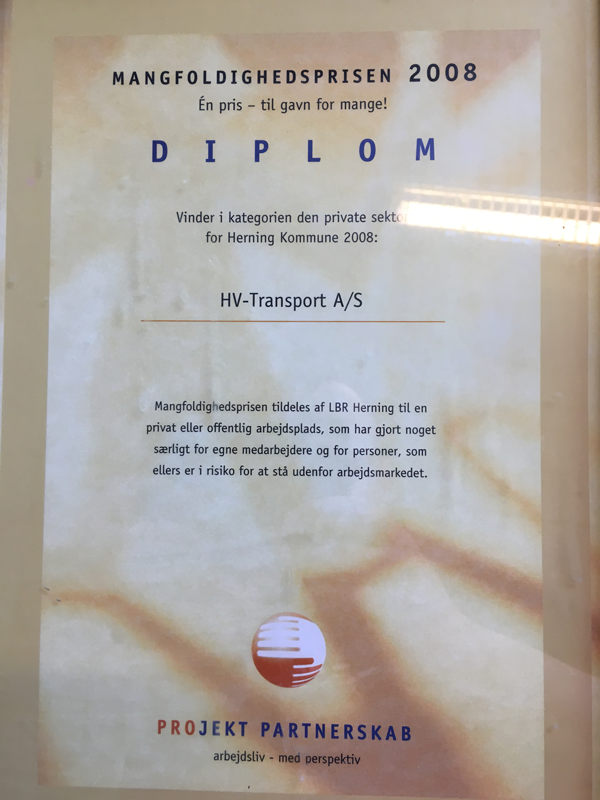 MANGFOLDIGHEDSPRISEN 2008
Én pris – til gavn for mange!
DIPLOM
Vinder i kategorien den private sektor
for Herning Kommune 2008:
HV-Transport A/S
Mangfoldighedsprisen tildeles af LBR Herning til en
privat eller offentlig arbejdsplads, som har gjort noget
særligt for egne medarbejdere og for personer, som
ellers er i risiko for at stå udenfor arbejdsmarkedet.
PROJEKT PARTNERSKAB
arbejdsliv - med perspektiv